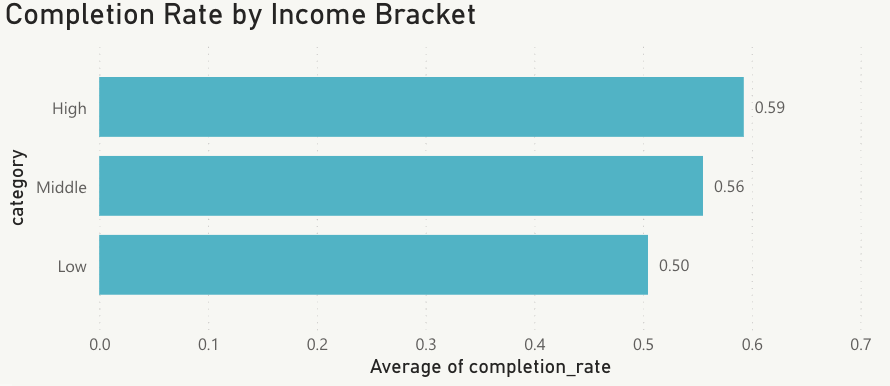 Completion Rate by Income Bracket
category
High
0.59
Middle
0.56
Low
0.50
0.0 0.1 0.2 0.3 0.4 0.5 0.6 0.7
Average of completion_rate